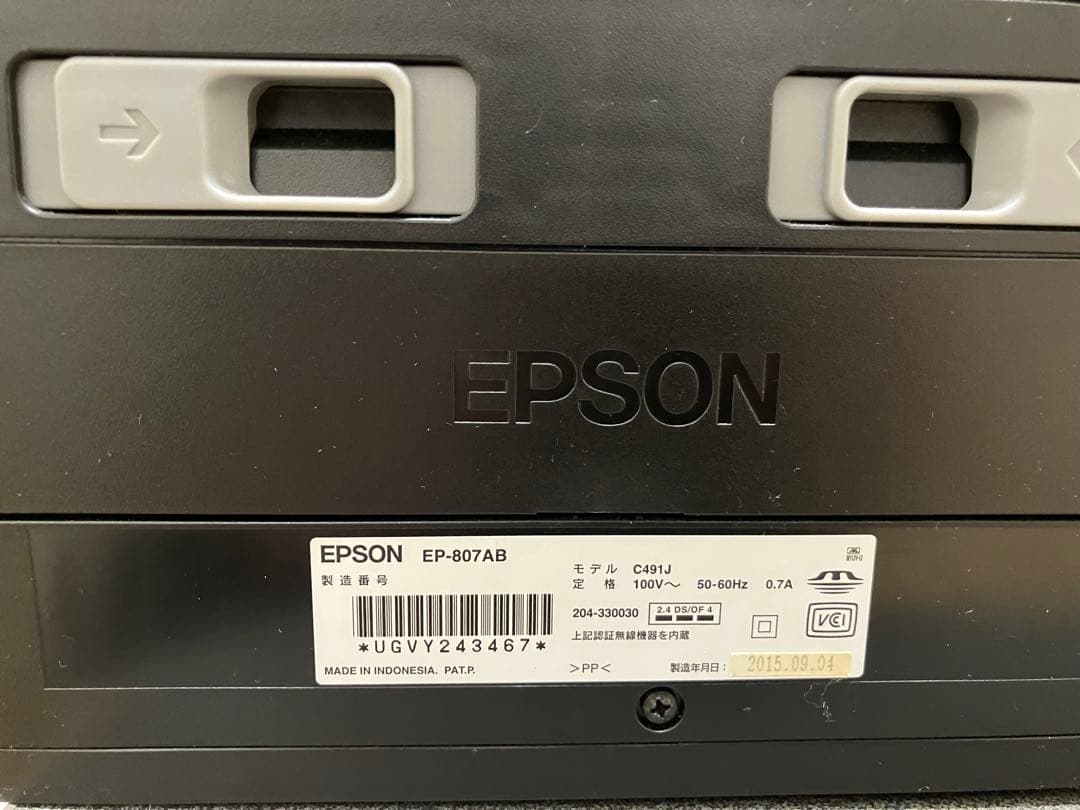 EPSON
EPSON EP-807AB
製造番号
*UGVY243467*
MADE IN INDONESIA. PAT.P.
モデル C491J
定格 100V～ 50-60Hz 0.7A
204-330030 2.4 DS/OF 4
上記認証無線機器を内蔵
>PP<
製造年月日: 2015.09.04
VCI